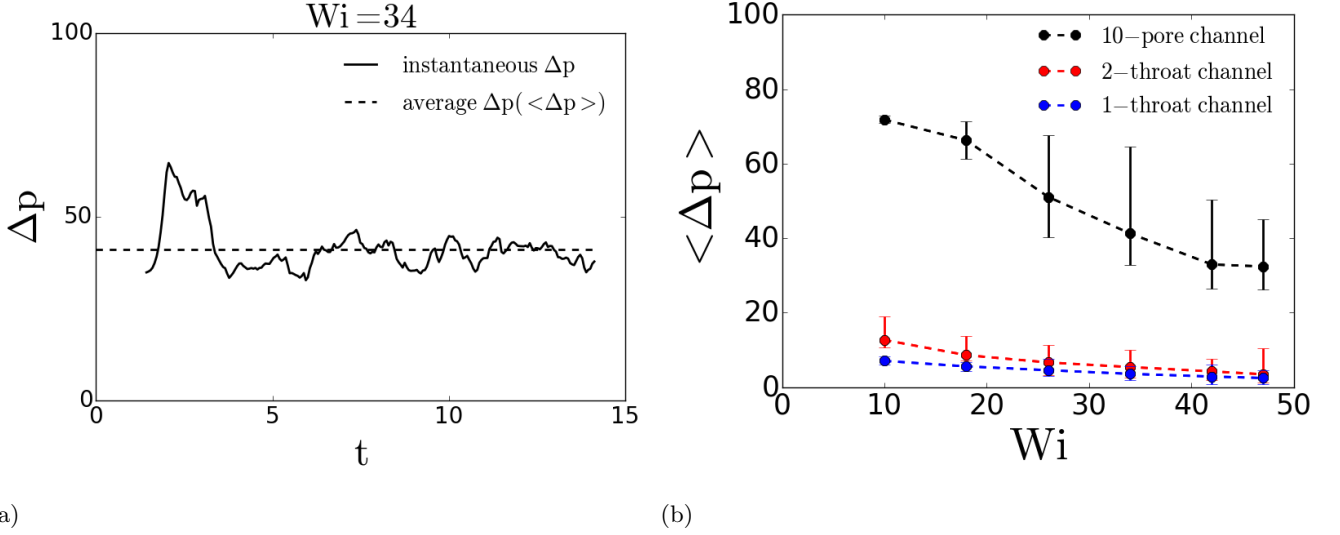 Wi = 34
100
50
0
0
5
10
15
Δp
t
instantaneous Δp
average Δp( <Δp > )
a)
100
80
60
40
20
0
0
10
20
30
40
50
<Δp >
Wi
10−pore channel
2−throat channel
1−throat channel
(b)